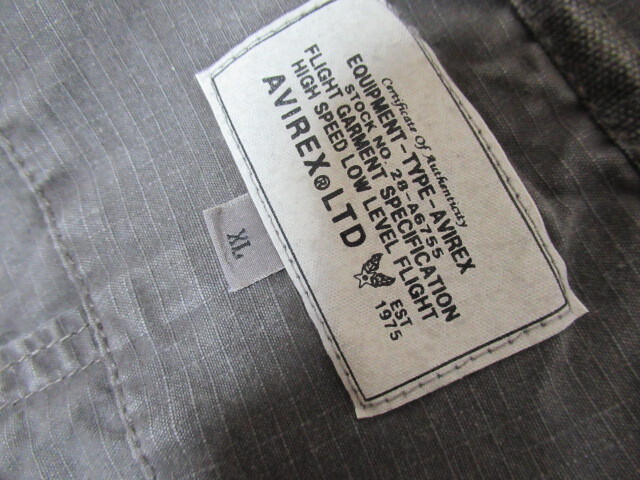 Certificate Of Authenticity
EQUIPMENT-TYPE-AVIREX
STOCK NO. 28-A6755
FLIGHT GARMENT SPECIFICATION
HIGH SPEED LOW LEVEL FLIGHT
AVIREX® LTD
EST
1975
XL